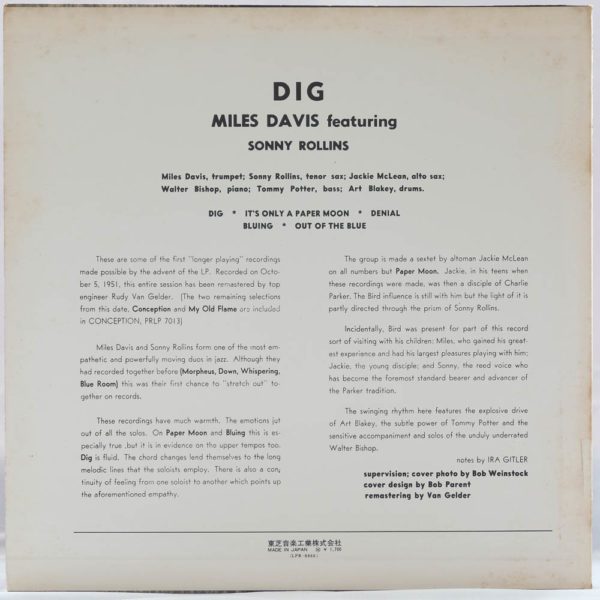 DIG
MILES DAVIS featuring
SONNY ROLLINS
Miles Davis, trumpet; Sonny Rollins, tenor sax; Jackie McLean, alto sax;
Walter Bishop, piano; Tommy Potter, bass; Art Blakey, drums.
DIG * IT'S ONLY A PAPER MOON * DENIAL
BLUING * OUT OF THE BLUE
These are some of the first "longer playing" recordings
made possible by the advent of the LP. Recorded on Octo-
ber 5, 1951, this entire session has been remastered by top
engineer Rudy Van Gelder. (The two remaining selections
from this date, Conception and My Old Flame are included
in CONCEPTION, PRLP 7013)
Miles Davis and Sonny Rollins form one of the most em-
pathetic and powerfully moving duos in jazz. Although they
had recorded together before (Morpheus, Down, Whispering,
Blue Room) this was their first chance to "stretch out" to-
gether on records.
These recordings have much warmth. The emotions jut
out of all the solos. On Paper Moon and Bluing this is es-
pecially true ,but it is in evidence on the upper tempos too.
Dig is fluid. The chord changes lend themselves to the long
melodic lines that the soloists employ. There is also a con-
tinuity of feeling from one soloist to another which points up
the aforementioned empathy.
The group is made a sextet by altoman Jackie McLean
on all numbers but Paper Moon. Jackie, in his teens when
these recordings were made, was then a disciple of Charlie
Parker. The Bird influence is still with him but the light of it is
partly directed through the prism of Sonny Rollins.
Incidentally, Bird was present for part of this record
sort of visiting with his children: Miles, who gained his great-
est experience and had his largest pleasures playing with him;
Jackie, the young disciple; and Sonny, the reed voice who
has become the foremost standard bearer and advancer of
the Parker tradition.
The swinging rhythm here features the explosive drive
of Art Blakey, the subtle power of Tommy Potter and the
sensitive accompaniment and solos of the unduly underrated
Walter Bishop.
notes by IRA GITLER
supervision; cover photo by Bob Weinstock
cover design by Bob Parent
remastering by Van Gelder
東芝音楽工業株式会社
MADE IN JAPAN ¥ 1,700